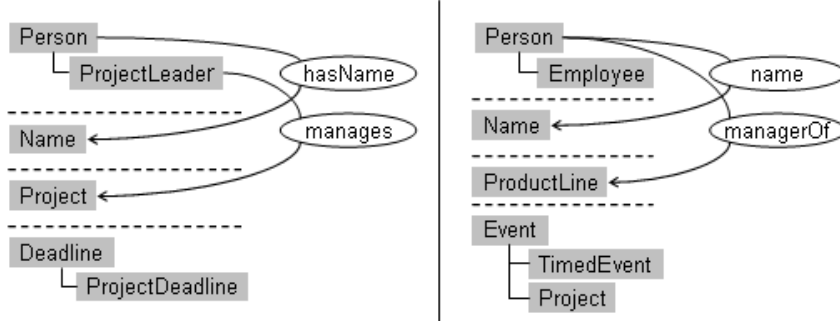 Person
ProjectLeader
hasName
Name
manages
Project
Deadline
ProjectDeadline
Person
Employee
name
Name
managerOf
ProductLine
Event
TimedEvent
Project